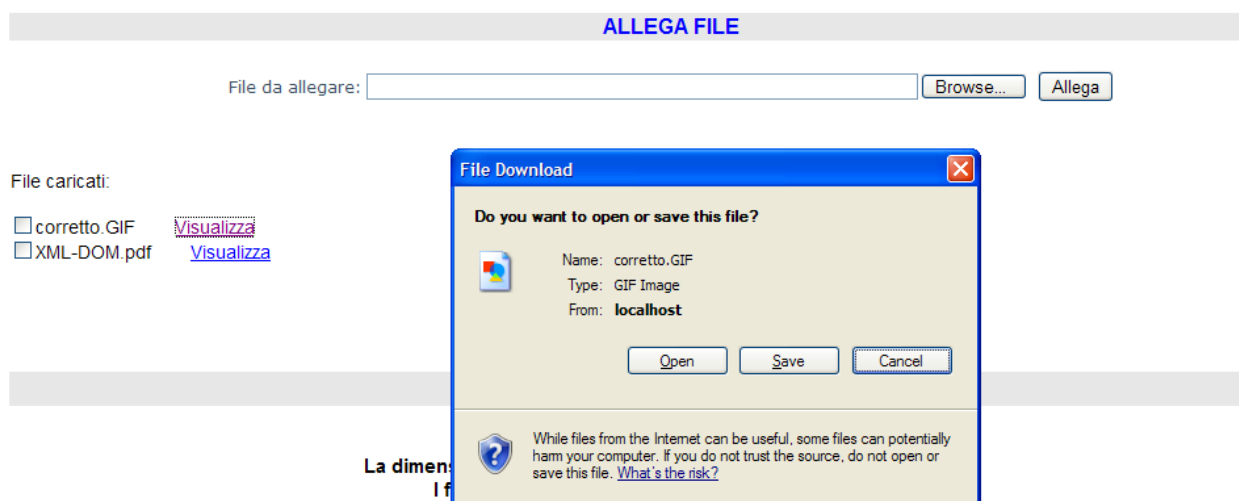 ALLEGA FILE
File da allegare: Browse... Allega
File caricati:
corretto.GIF Visualizza
XML-DOM.pdf Visualizza
File Download
Do you want to open or save this file?
Name: corretto.GIF
Type: GIF Image
From: localhost
Open Save Cancel
While files from the Internet can be useful, some files can potentially
harm your computer. If you do not trust the source, do not open or
save this file. What's the risk?
La
I